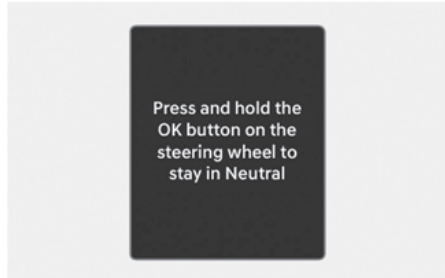 Press and hold the
OK button on the
steering wheel to
stay in Neutral